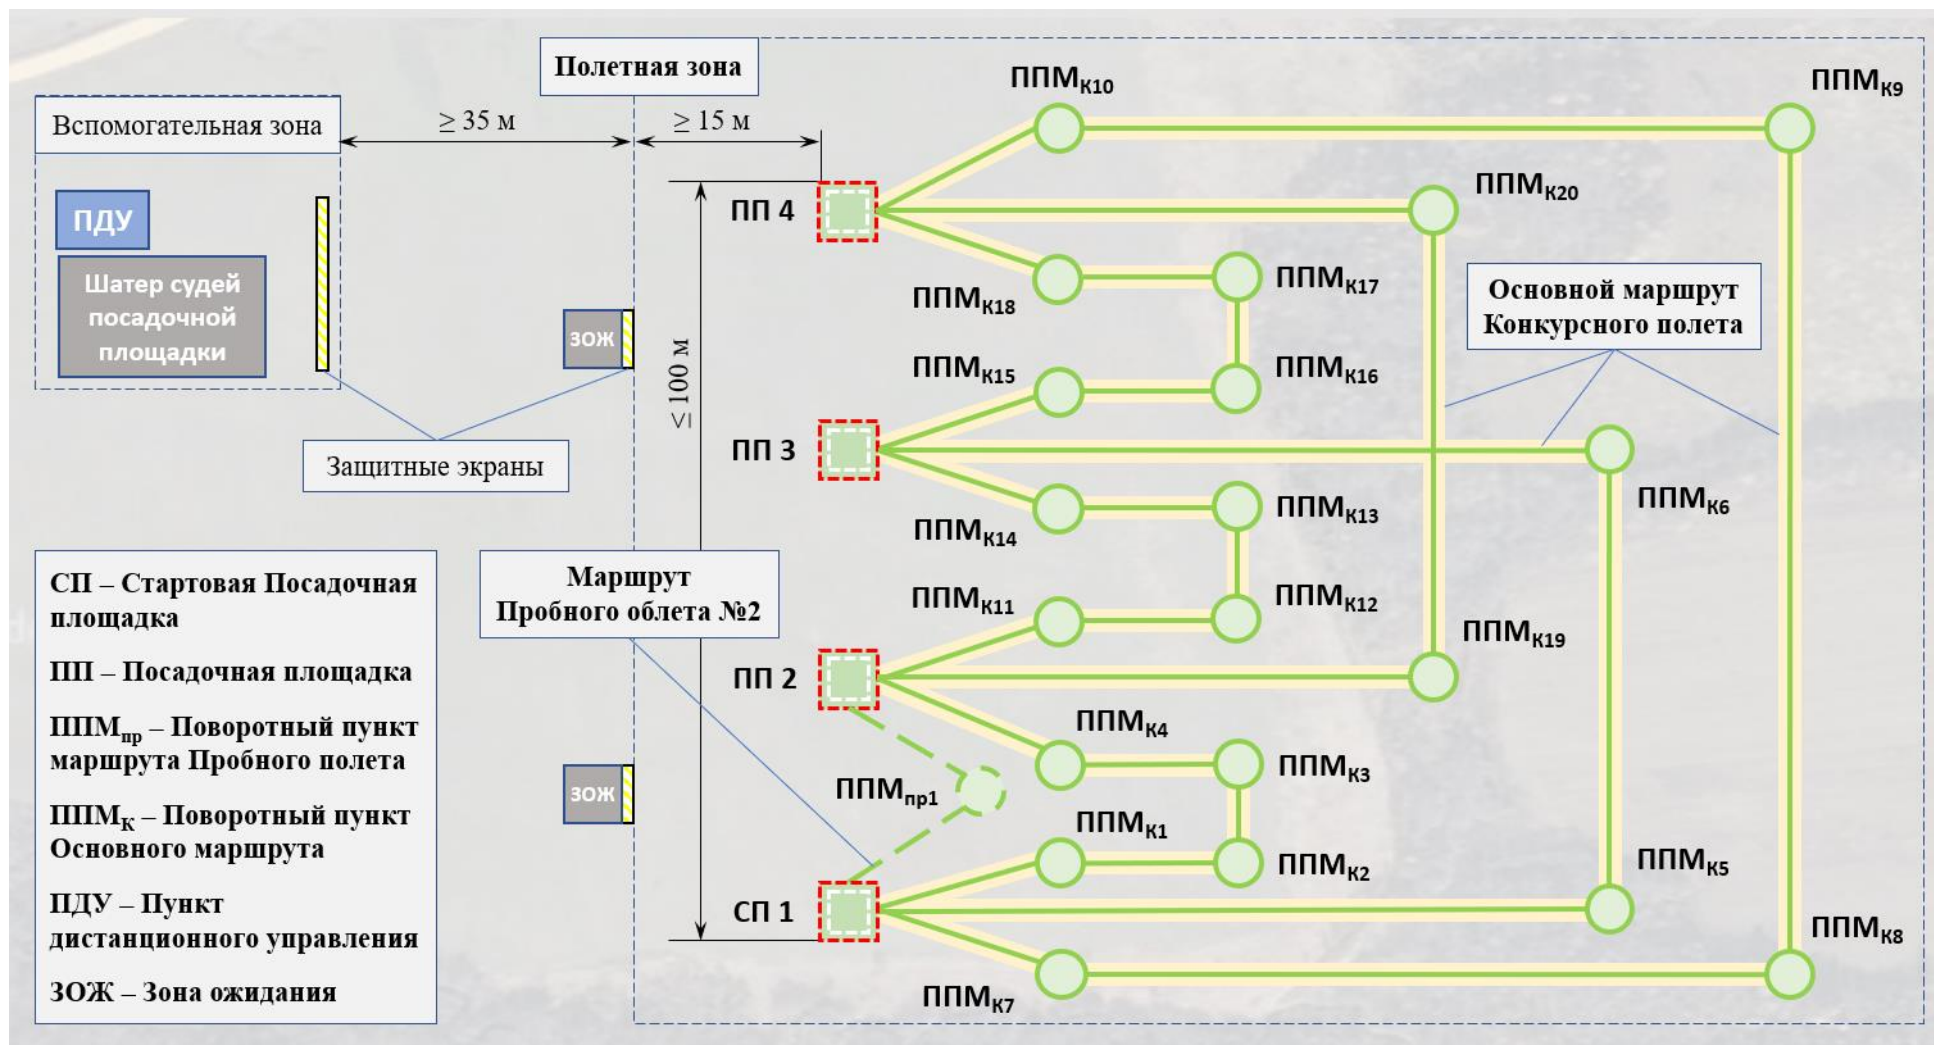 Полетная зона
Вспомогательная зона
≥ 35 м
≥ 15 м
ППМК10
ППМК9
ПДУ
Шатер судей
посадочной
площадки
ПП 4
ППМК20
ППМК18
ППМК17
Основной маршрут
Конкурсного полета
ЗОЖ
≤ 100 м
ППМК15
ППМК16
Защитные экраны
ПП 3
ППМК6
ППМК14
ППМК13
СП – Стартовая Посадочная
площадка
ПП – Посадочная площадка
ППМпр – Поворотный пункт
маршрута Пробного полета
ППМК – Поворотный пункт
Основного маршрута
ПДУ – Пункт
дистанционного управления
ЗОЖ – Зона ожидания
Маршрут
Пробного облета №2
ППМК11
ППМК12
ППМК19
ПП 2
ППМК4
ППМК3
ППМпр1
ЗОЖ
ППМК1
ППМК2
ППМК5
СП 1
ППМК7
ППМК8